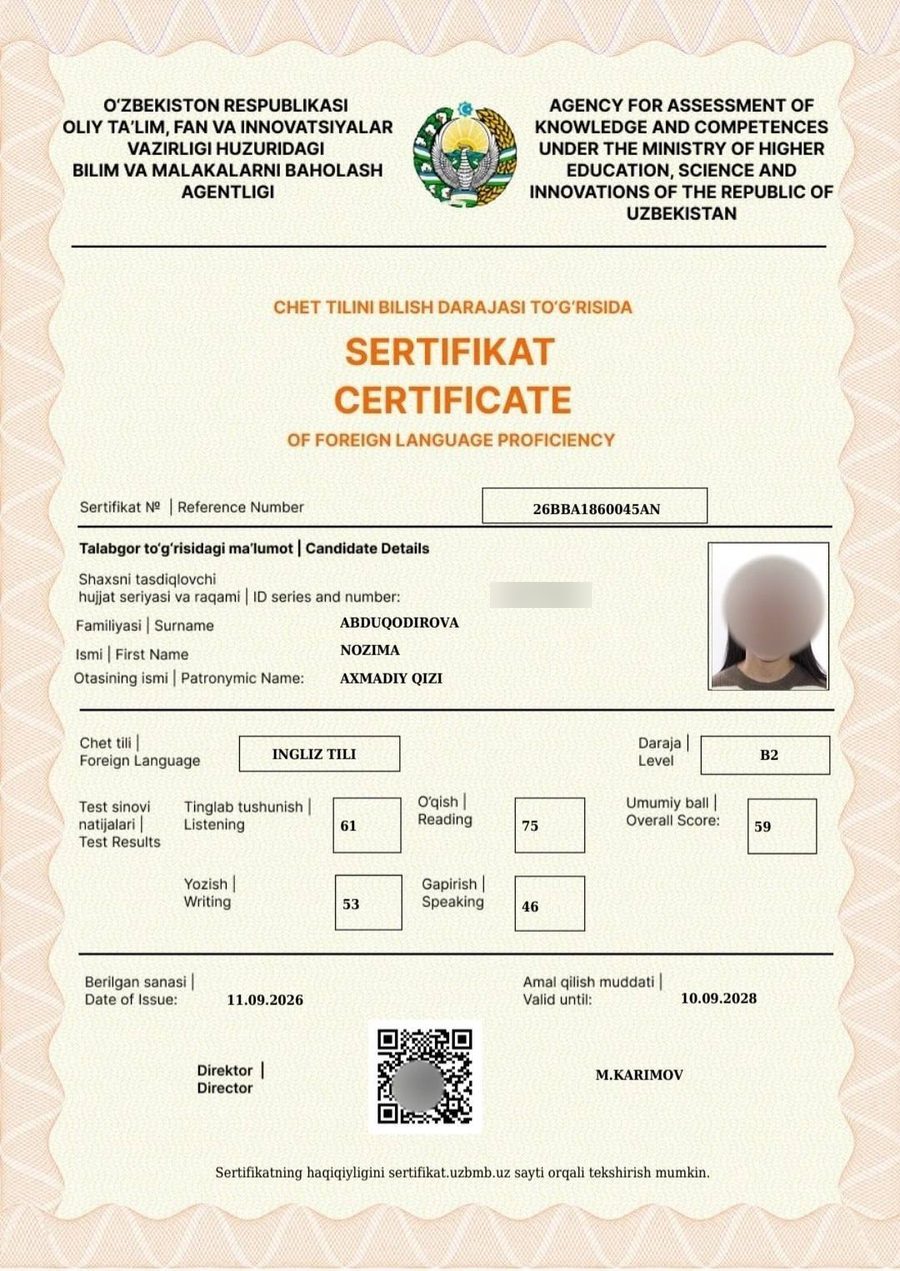 O‘ZBEKISTON RESPUBLIKASI
OLIY TA’LIM, FAN VA INNOVATSIYALAR
VAZIRLIGI HUZURIDAGI
BILIM VA MALAKALARNI BAHOLASH
AGENTLIGI
AGENCY FOR ASSESSMENT OF
KNOWLEDGE AND COMPETENCES
UNDER THE MINISTRY OF HIGHER
EDUCATION, SCIENCE AND
INNOVATIONS OF THE REPUBLIC OF
UZBEKISTAN
CHET TILINI BILISH DARAJASI TO‘G‘RISIDA
SERTIFIKAT
CERTIFICATE
OF FOREIGN LANGUAGE PROFICIENCY
Sertifikat № | Reference Number 26BBA1860045AN
Talabgor to‘g‘risidagi ma’lumot | Candidate Details
Shaxsni tasdiqlovchi
hujjat seriyasi va raqami | ID series and number:
Familiyasi | Surname ABDUQODIROVA
Ismi | First Name NOZIMA
Otasining ismi | Patronymic Name: AXMADIY QIZI
Chet tili |
Foreign Language
INGLIZ TILI
Daraja |
Level
B2
Test sinovi
natijalari |
Test Results
Tinglab tushunish |
Listening
61
O‘qish |
Reading
75
Umumiy ball |
Overall Score:
59
Yozish |
Writing
53
Gapirish |
Speaking
46
Berilgan sanasi |
Date of Issue: 11.09.2026
Amal qilish muddati |
Valid until: 10.09.2028
Direktor |
Director
M.KARIMOV
Sertifikatning haqiqiyligini sertifikat.uzbmb.uz sayti orqali tekshirish mumkin.